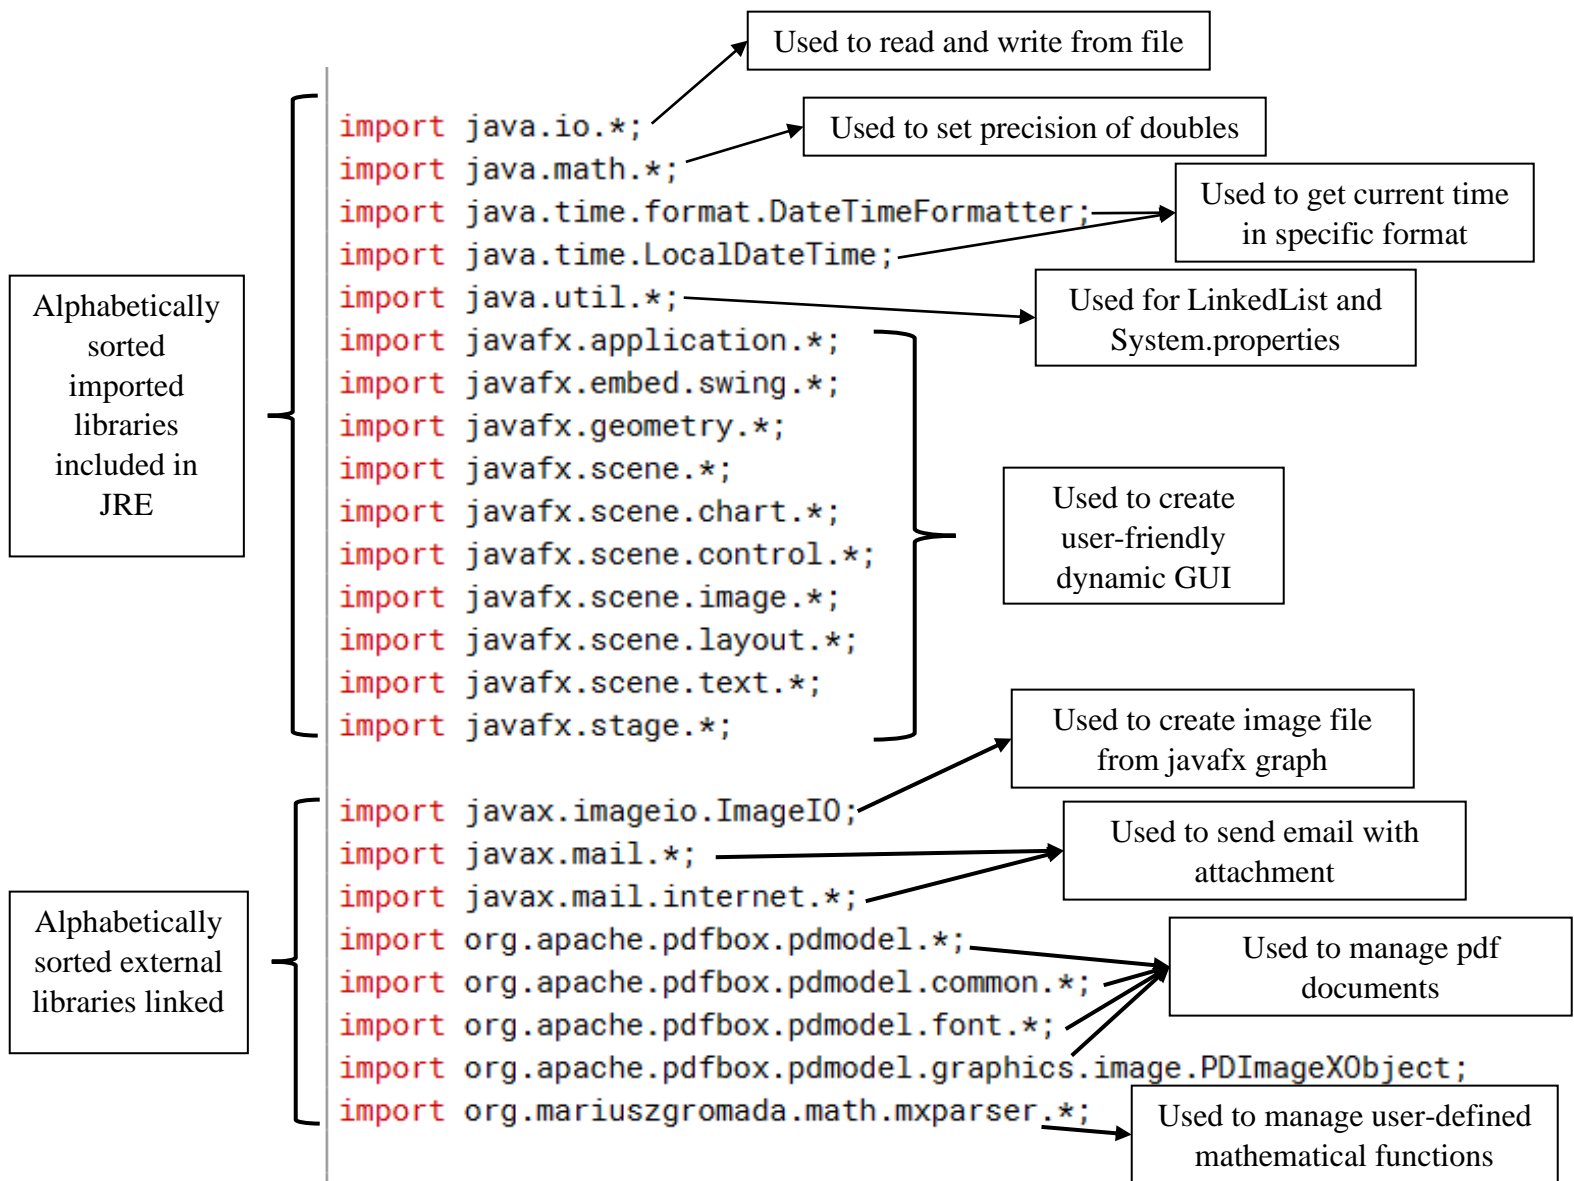 Used to read and write from file
import java.io.*;
Used to set precision of doubles
import java.math.*;
import java.time.format.DateTimeFormatter;
Used to get current time
in specific format
import java.time.LocalDateTime;
import java.util.*;
Used for LinkedList and
System.properties
Alphabetically
sorted
imported
libraries
included in
JRE
import javafx.application.*;
import javafx.embed.swing.*;
import javafx.geometry.*;
import javafx.scene.*;
import javafx.scene.chart.*;
import javafx.scene.control.*;
import javafx.scene.image.*;
import javafx.scene.layout.*;
import javafx.scene.text.*;
import javafx.stage.*;
Used to create
user-friendly
dynamic GUI
Used to create image file
from javafx graph
import javax.imageio.ImageIO;
import javax.mail.*;
import javax.mail.internet.*;
Used to send email with
attachment
Alphabetically
sorted external
libraries linked
import org.apache.pdfbox.pdmodel.*;
import org.apache.pdfbox.pdmodel.common.*;
import org.apache.pdfbox.pdmodel.font.*;
import org.apache.pdfbox.pdmodel.graphics.image.PDImageXObject;
Used to manage pdf
documents
import org.mariuszgromada.math.mxparser.*;
Used to manage user-defined
mathematical functions